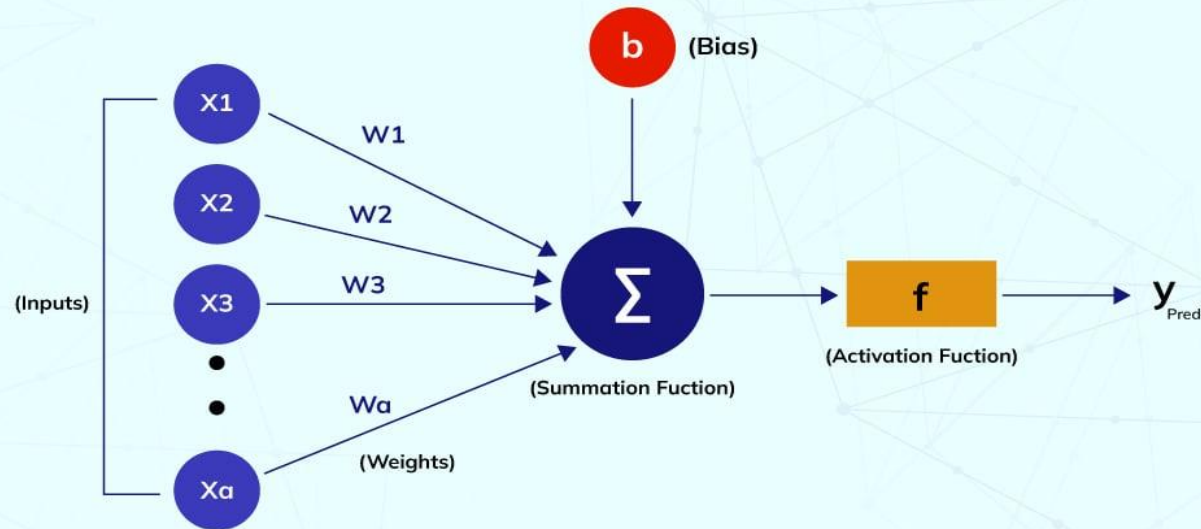 b (Bias)
X1
W1
X2
W2
X3
W3
(Inputs)
Σ
f
y
Pred
(Activation Fuction)
(Summation Fuction)
Wa
(Weights)
Xa